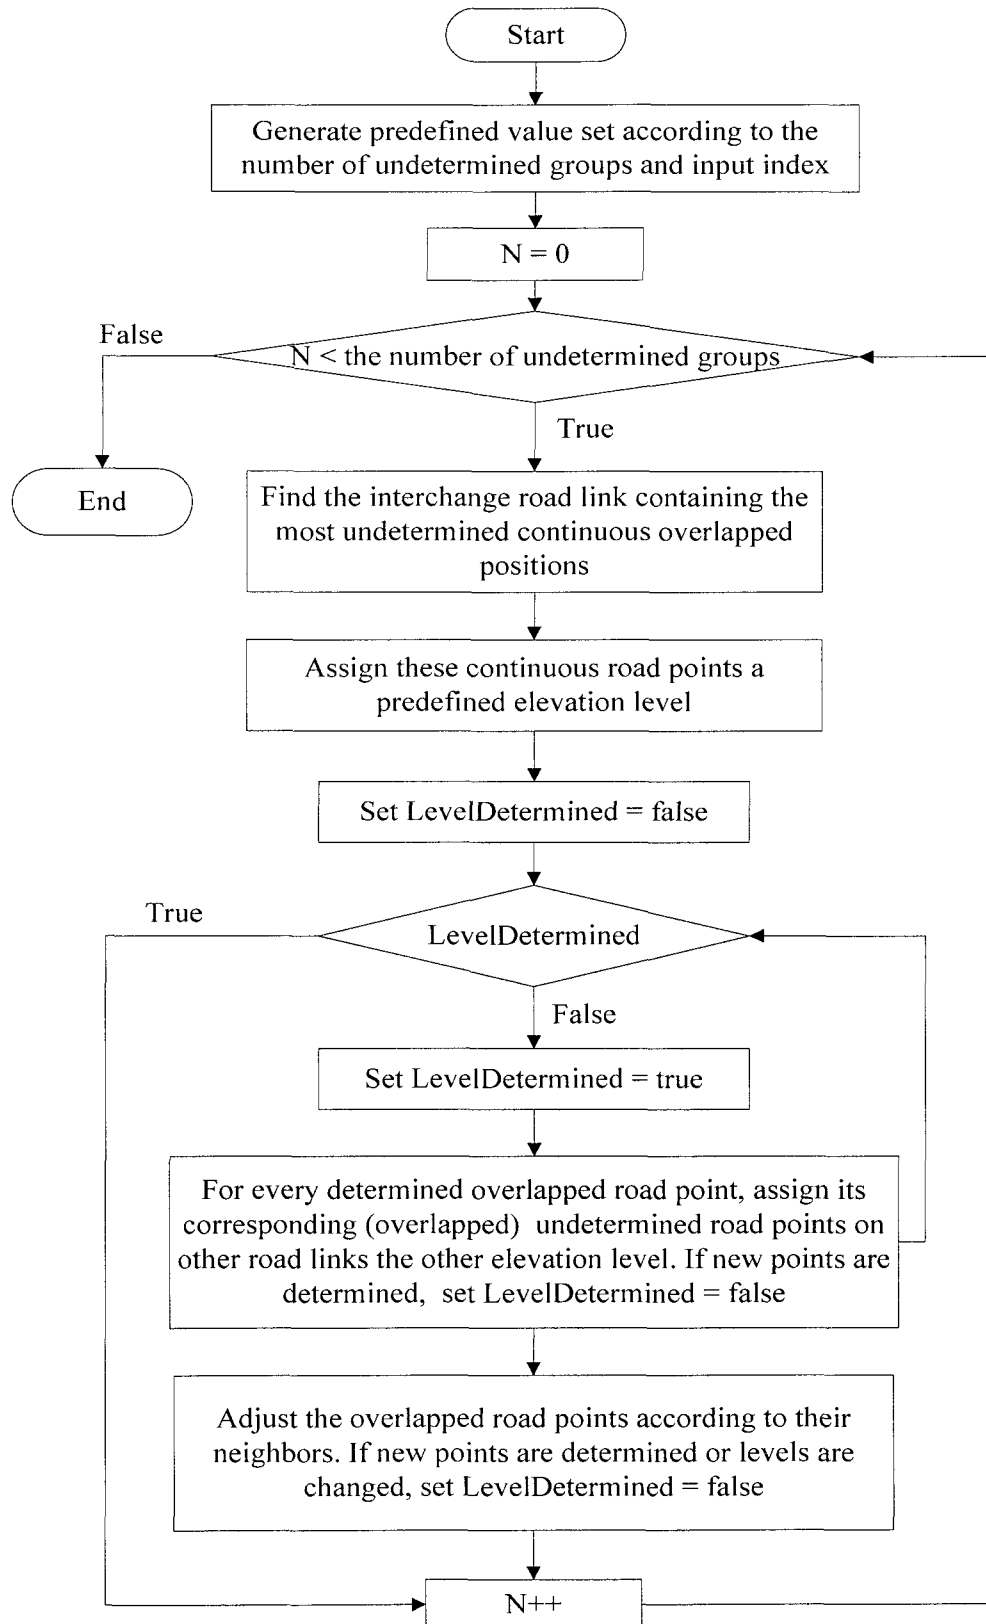 Start
Generate predefined value set according to the
number of undetermined groups and input index
N = 0
False
N < the number of undetermined groups
True
End
Find the interchange road link containing the
most undetermined continuous overlapped
positions
Assign these continuous road points a
predefined elevation level
Set LevelDetermined = false
True
LevelDetermined
False
Set LevelDetermined = true
For every determined overlapped road point, assign its
corresponding (overlapped) undetermined road points on
other road links the other elevation level. If new points are
determined, set LevelDetermined = false
Adjust the overlapped road points according to their
neighbors. If new points are determined or levels are
changed, set LevelDetermined = false
N++